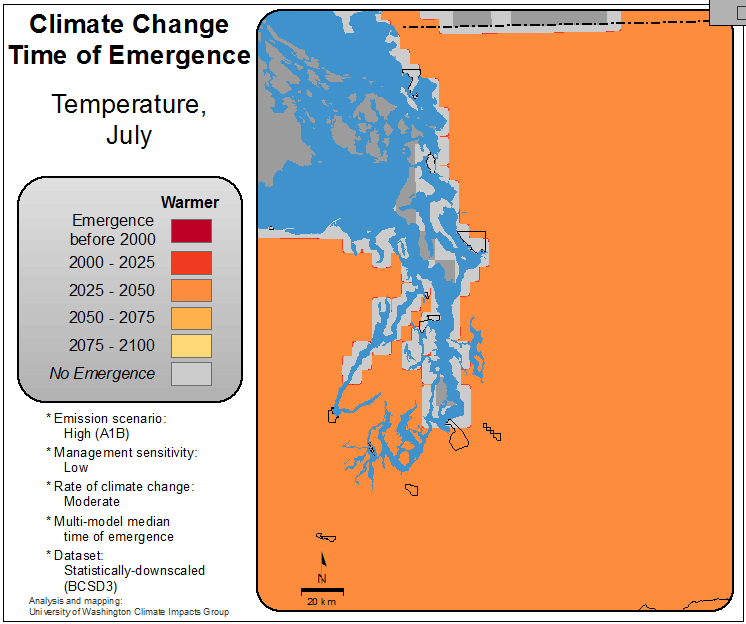 Climate Change
Time of Emergence
Temperature,
July
Warmer
Emergence
before 2000
2000 - 2025
2025 - 2050
2050 - 2075
2075 - 2100
No Emergence
* Emission scenario:
High (A1B)
* Management sensitivity:
Low
* Rate of climate change:
Moderate
* Multi-model median
time of emergence
* Dataset:
Statistically-downscaled
(BCSD3)
Analysis and mapping:
University of Washington Climate Impacts Group
N
20 km